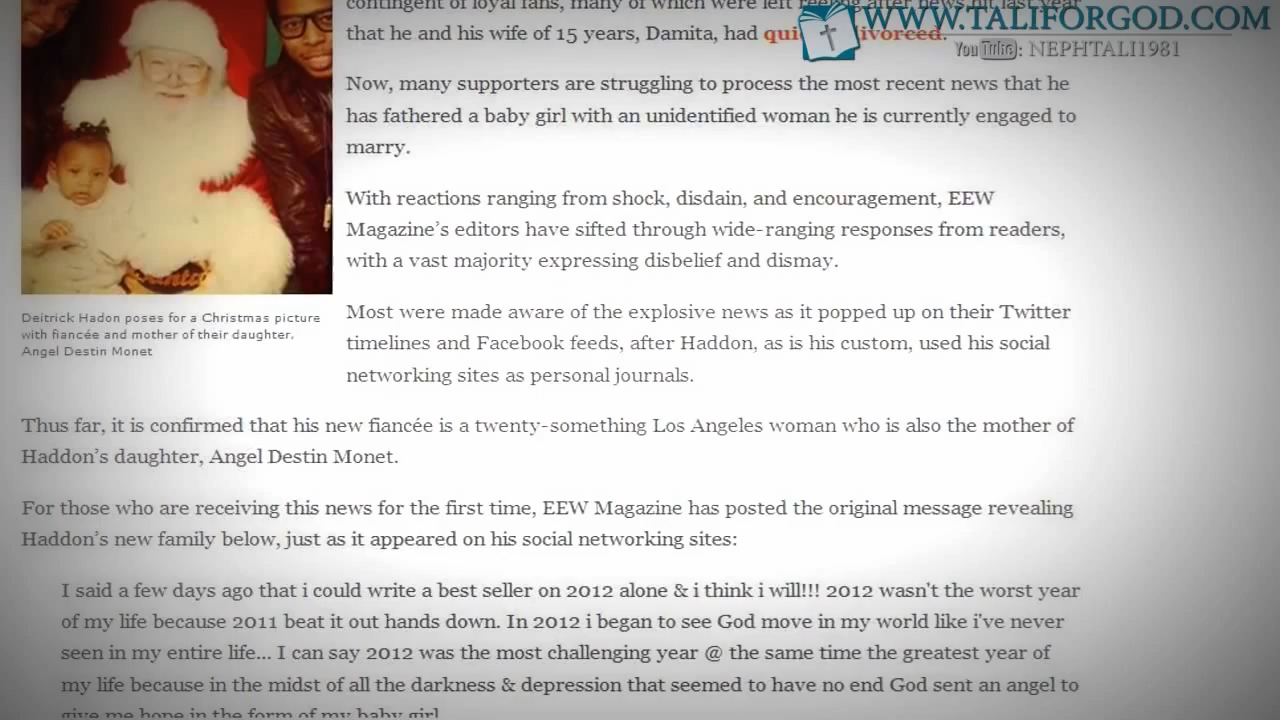 contingent of loyal fans, many of which were left reeling after news hit last year
WWW.TALIFORGOD.COM
that he and his wife of 15 years, Damita, had divorced.
You Tube: NEPHTALI1981
Now, many supporters are struggling to process the most recent news that he
has fathered a baby girl with an unidentified woman he is currently engaged to
marry.
With reactions ranging from shock, disdain, and encouragement, EEW
Magazine's editors have sifted through wide-ranging responses from readers,
with a vast majority expressing disbelief and dismay.
Deitrick Hadon poses for a Christmas picture
with fiancée and mother of their daughter,
Angel Destin Monet
Most were made aware of the explosive news as it popped up on their Twitter
timelines and Facebook feeds, after Haddon, as is his custom, used his social
networking sites as personal journals.
Thus far, it is confirmed that his new fiancée is a twenty-something Los Angeles woman who is also the mother of
Haddon's daughter, Angel Destin Monet.
For those who are receiving this news for the first time, EEW Magazine has posted the original message revealing
Haddon's new family below, just as it appeared on his social networking sites:
I said a few days ago that i could write a best seller on 2012 alone & i think i will!!! 2012 wasn't the worst year
of my life because 2011 beat it out hands down. In 2012 i began to see God move in my world like i've never
seen in my entire life... I can say 2012 was the most challenging year @ the same time the greatest year of
my life because in the midst of all the darkness & depression that seemed to have no end God sent an angel to
give me hope in the form of my baby girl